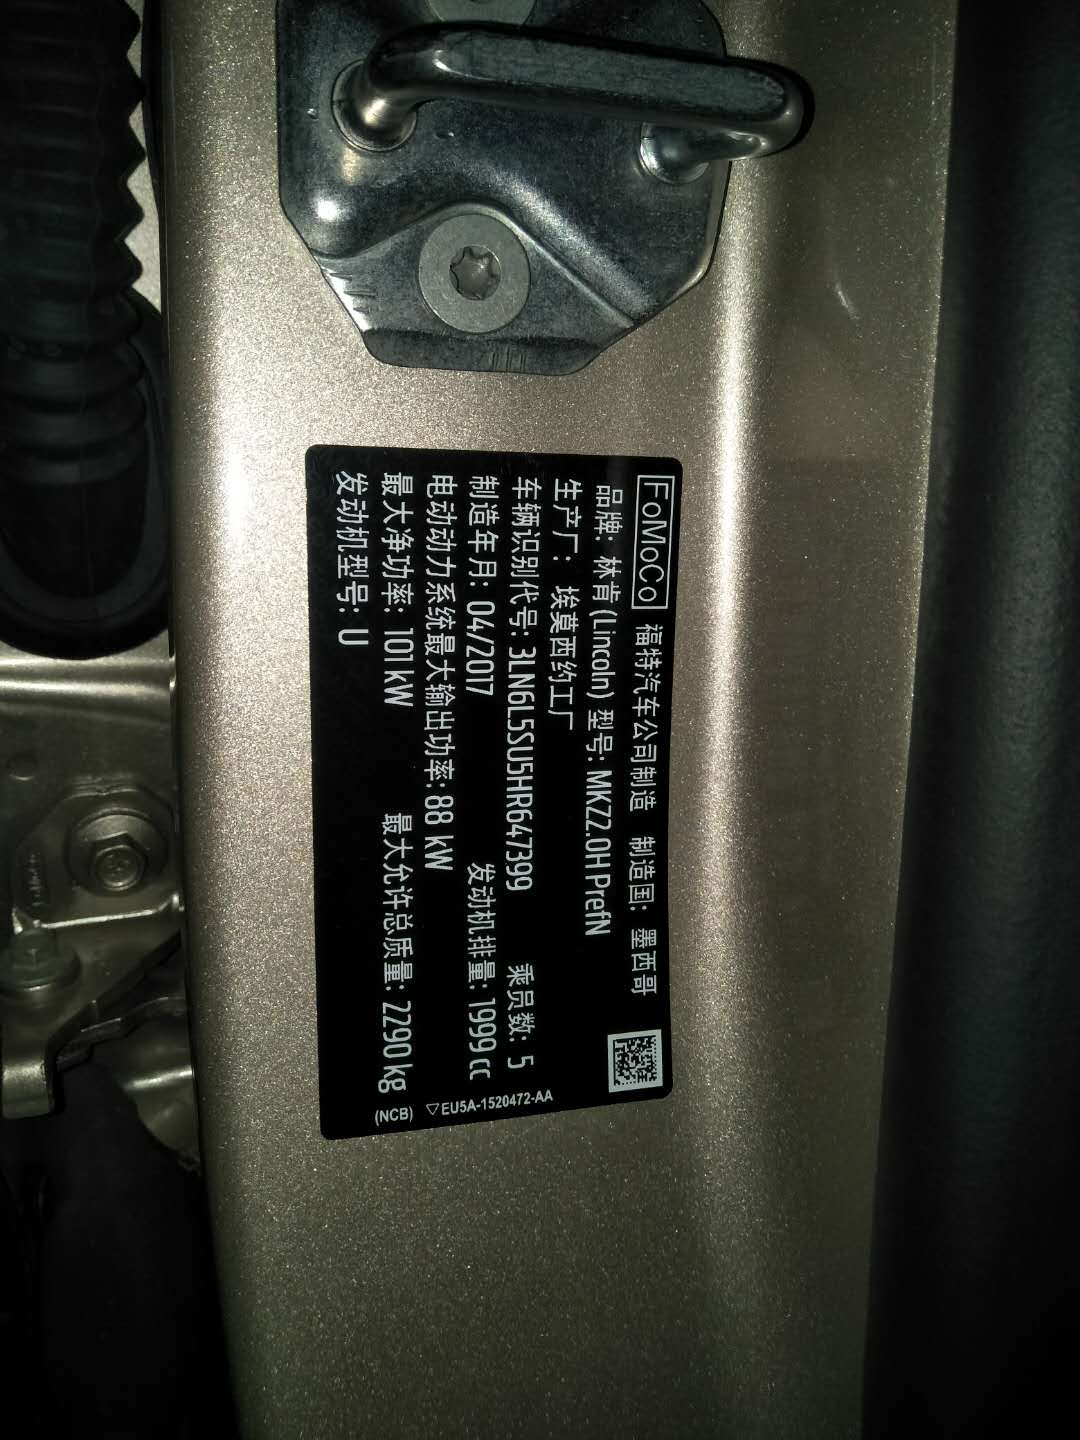 FoMoCo 福特汽车公司制造 制造国: 墨西哥
品牌: 林肯 (Lincoln) 型号: MKZ2.0H PrefN
生产厂: 埃莫西约工厂
车辆识别代号: 3LN6L5SU5HR647399 乘员数: 5
制造年月: 04/2017 发动机排量: 1999 cc
电动动力系统最大输出功率: 88 kW
最大净功率: 101 kW 最大允许总质量: 2290 kg
发动机型号: U
▽EU5A-1520472-AA
(NCB)